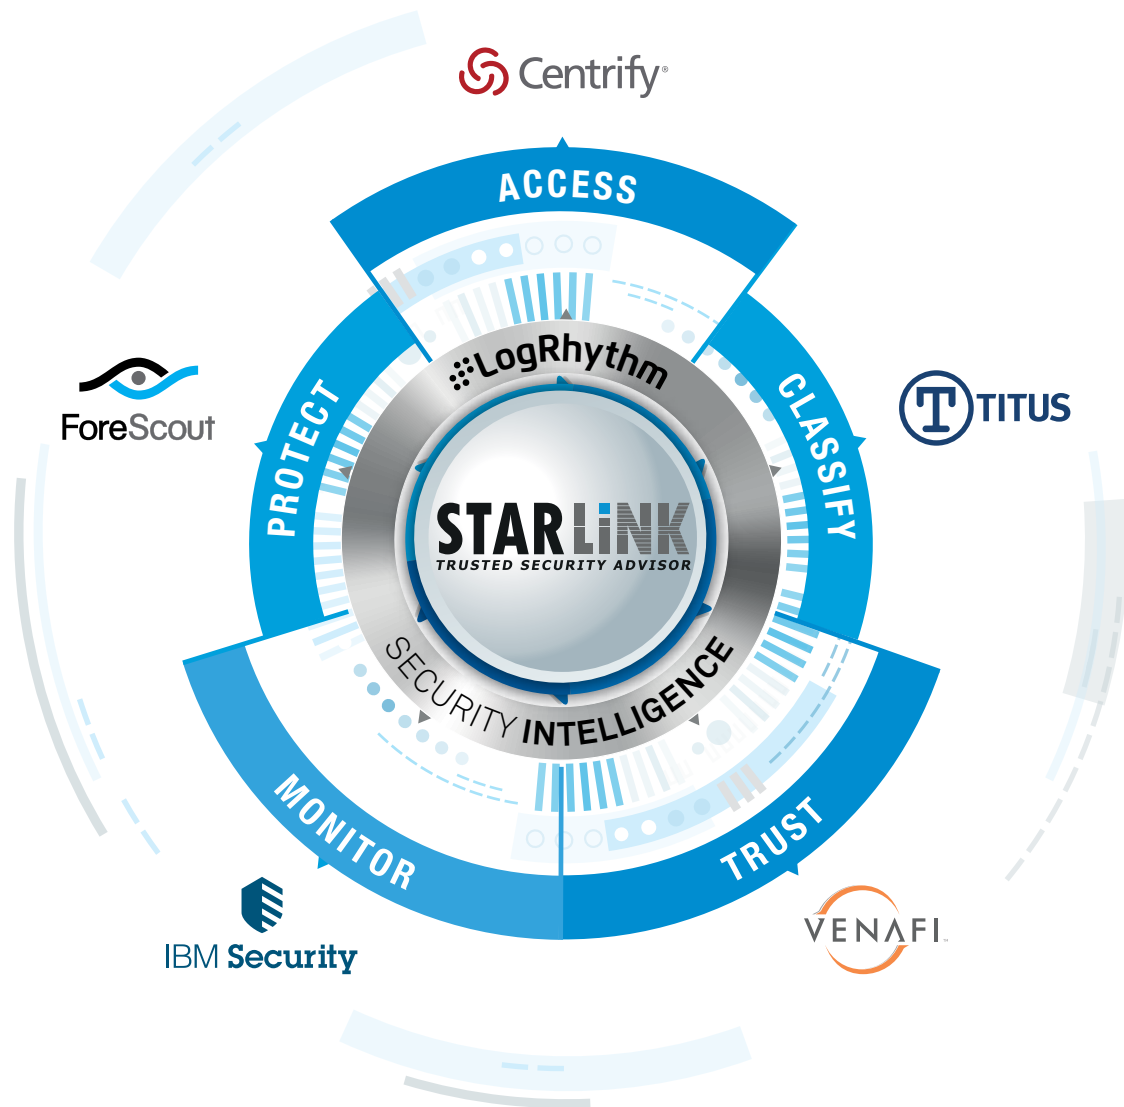 Centrify®
ACCESS
LogRhythm
PROTECT
CLASSIFY
ForeScout
TITUS
STARLiNK
TRUSTED SECURITY ADVISOR
SECURITY INTELLIGENCE
MONITOR
TRUST
IBM Security
VENAFI